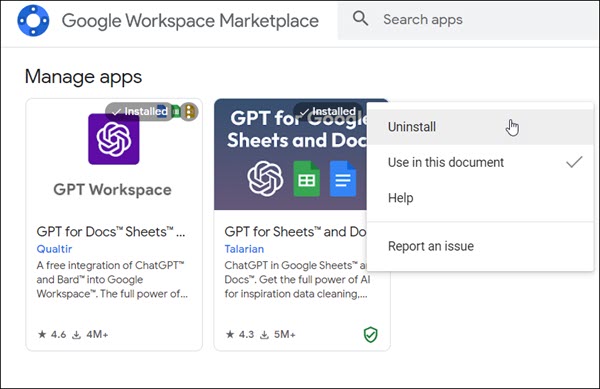 Google Workspace Marketplace
Search apps
Manage apps
✓ Installed
GPT Workspace
GPT for Docs™ Sheets™ ...
Qualtir
A free integration of ChatGPT™
and Bard™ into Google
Workspace™. The full power of...
★ 4.6 4M+
✓ Installed
GPT for Google
Sheets and Docs
GPT for Sheets™ and Do
Talarian
ChatGPT in Google Sheets™ a
Docs™. Get the full power of AI
for inspiration data cleaning,...
★ 4.3 5M+
Uninstall
Use in this document ✓
Help
Report an issue